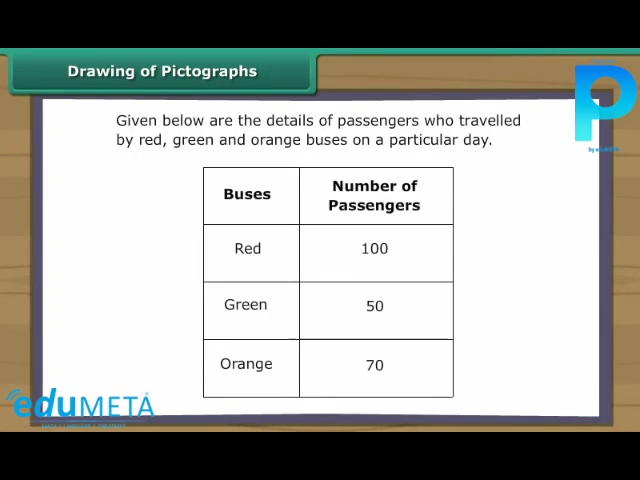 Drawing of Pictographs
P
Given below are the details of passengers who travelled
by red, green and orange buses on a particular day.
Buses
Number of
Passengers
Red
100
Green
50
Orange
70
eduMETA